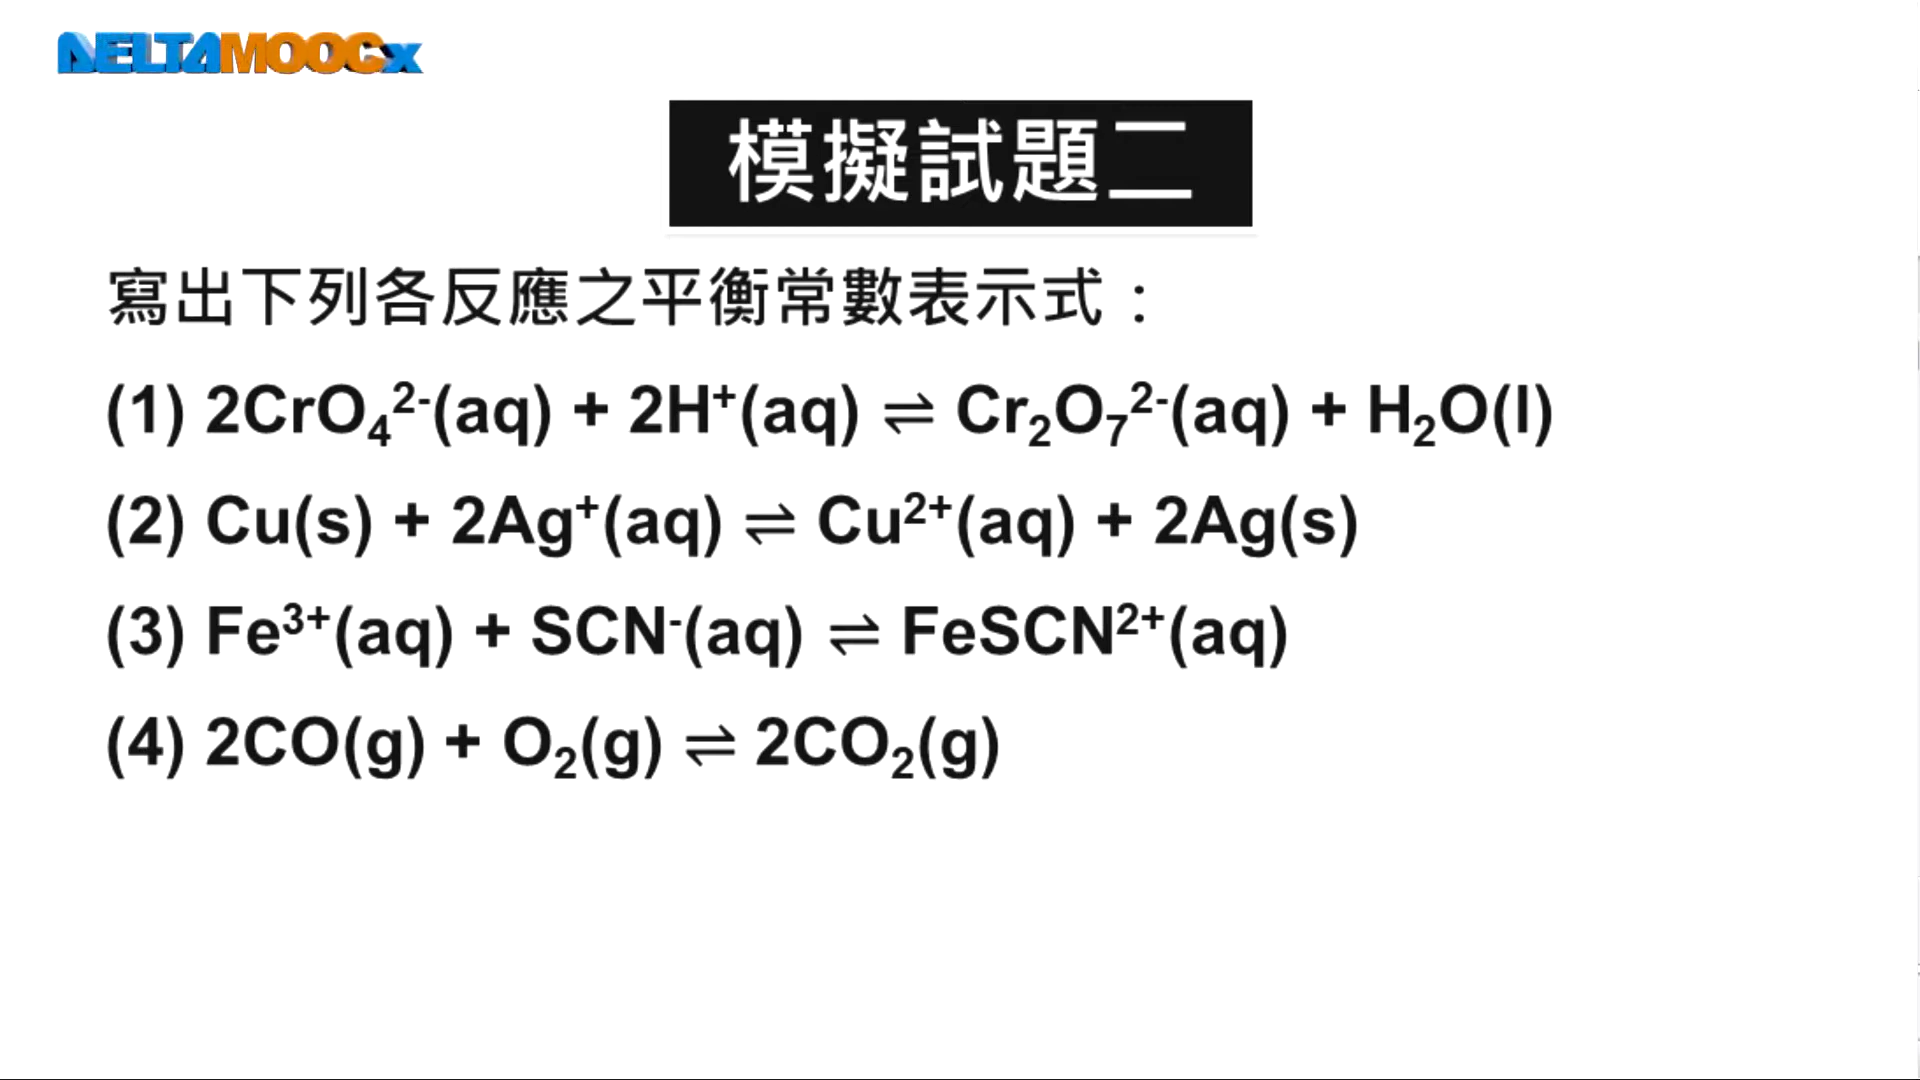 DELTAMOOCx
模擬試題二
寫出下列各反應之平衡常數表示式：
(1) 2CrO₄²⁻(aq) + 2H⁺(aq) ⇌ Cr₂O₇²⁻(aq) + H₂O(l)
(2) Cu(s) + 2Ag⁺(aq) ⇌ Cu²⁺(aq) + 2Ag(s)
(3) Fe³⁺(aq) + SCN⁻(aq) ⇌ FeSCN²⁺(aq)
(4) 2CO(g) + O₂(g) ⇌ 2CO₂(g)